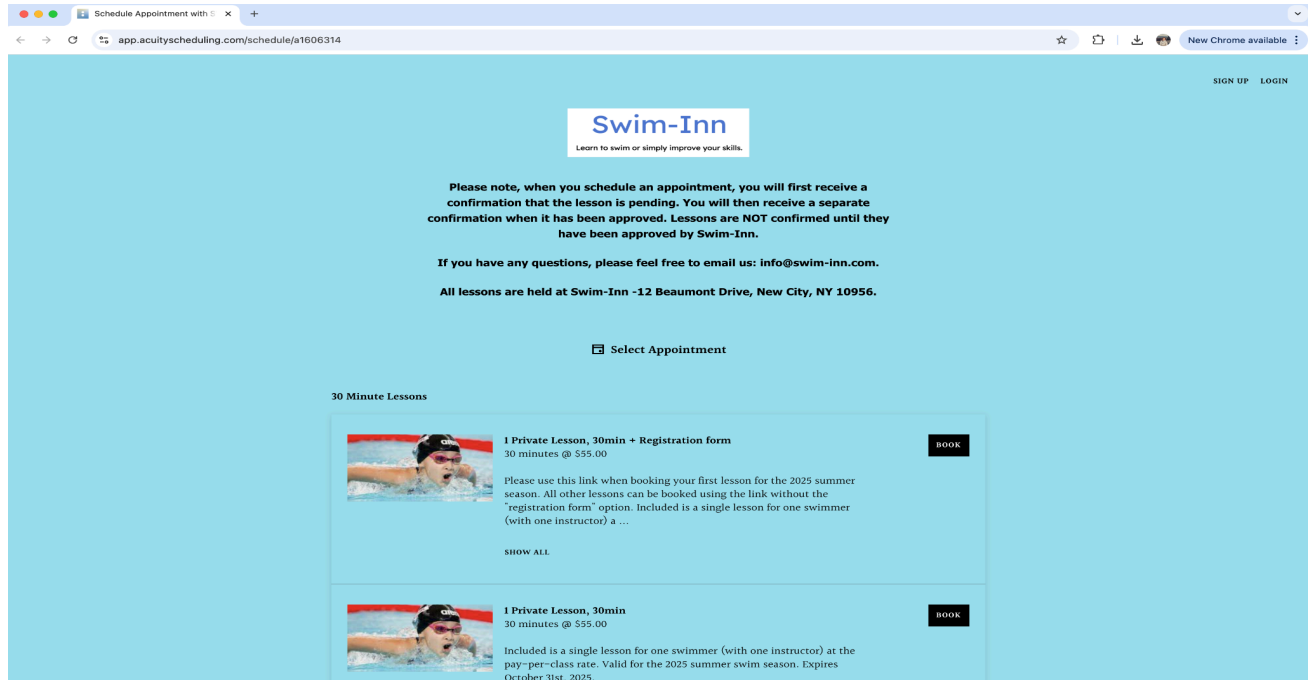 Schedule Appointment with S
app.acuityscheduling.com/schedule/a1606314
New Chrome available
SIGN UP LOGIN
Swim-Inn
Learn to swim or simply improve your skills.
Please note, when you schedule an appointment, you will first receive a
confirmation that the lesson is pending. You will then receive a separate
confirmation when it has been approved. Lessons are NOT confirmed until they
have been approved by Swim-Inn.
If you have any questions, please feel free to email us: info@swim-inn.com.
All lessons are held at Swim-Inn -12 Beaumont Drive, New City, NY 10956.
Select Appointment
30 Minute Lessons
1 Private Lesson, 30min + Registration form
BOOK
30 minutes @ $55.00
Please use this link when booking your first lesson for the 2025 summer
season. All other lessons can be booked using the link without the
"registration form" option. Included is a single lesson for one swimmer
(with one instructor) a ...
SHOW ALL
1 Private Lesson, 30min
BOOK
30 minutes @ $55.00
Included is a single lesson for one swimmer (with one instructor) at the
pay-per-class rate. Valid for the 2025 summer swim season. Expires
October 31st, 2025.